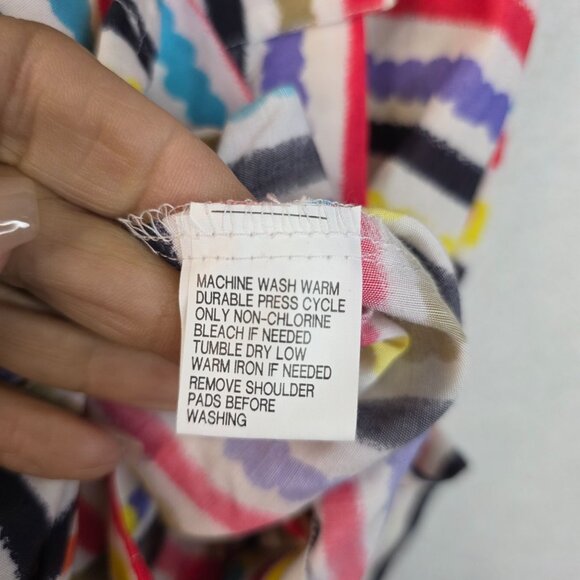 MACHINE WASH WARM
DURABLE PRESS CYCLE
ONLY NON-CHLORINE
BLEACH IF NEEDED
TUMBLE DRY LOW
WARM IRON IF NEEDED
REMOVE SHOULDER
PADS BEFORE
WASHING